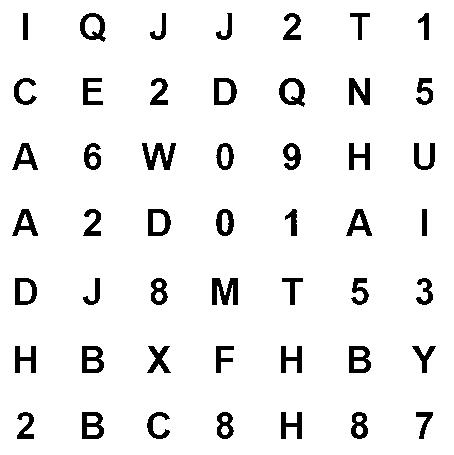 I Q J J 2 T 1
C E 2 D Q N 5
A 6 W 0 9 H U
A 2 D 0 1 A I
D J 8 M T 5 3
H B X F H B Y
2 B C 8 H 8 7